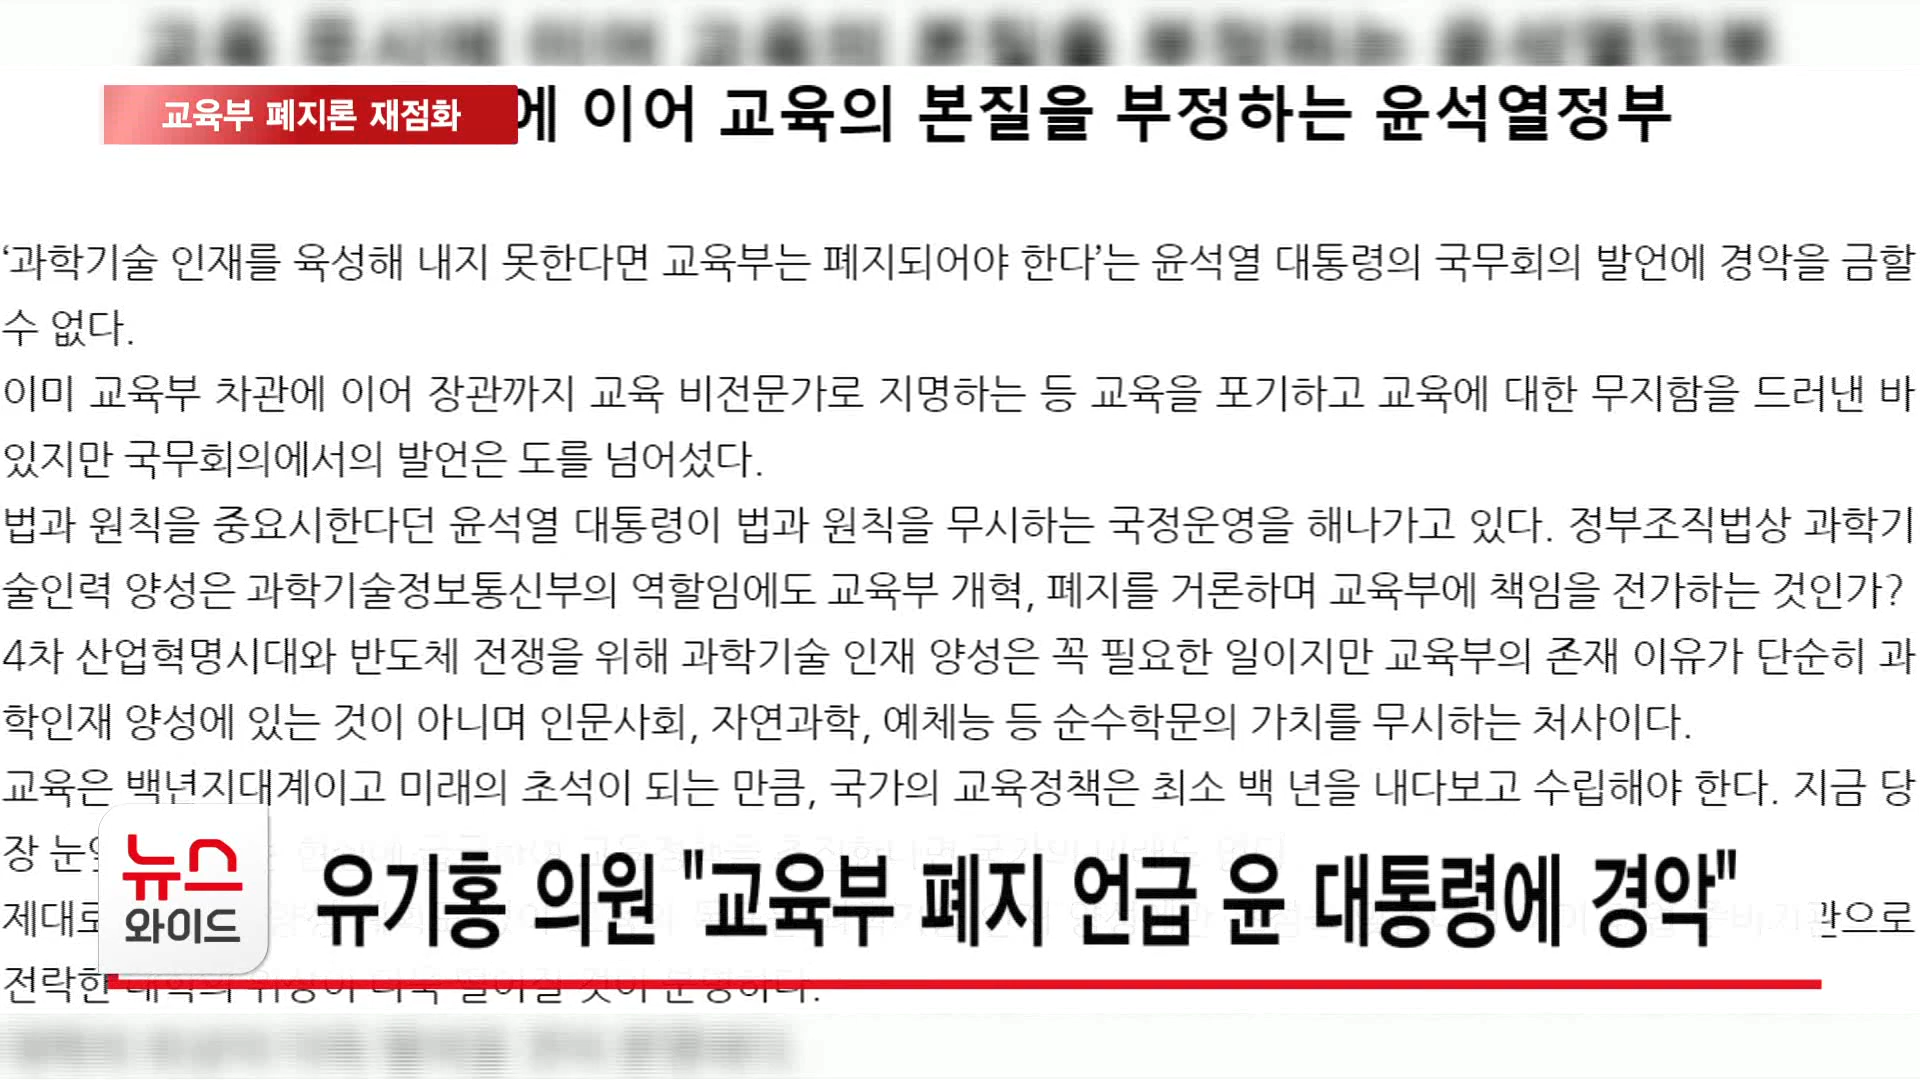 교육부 폐지론 재점화
에 이어 교육의 본질을 부정하는 윤석열정부
‘과학기술 인재를 육성해 내지 못한다면 교육부는 폐지되어야 한다’는 윤석열 대통령의 국무회의 발언에 경악을 금할
수 없다.
이미 교육부 차관에 이어 장관까지 교육 비전문가로 지명하는 등 교육을 포기하고 교육에 대한 무지함을 드러낸 바
있지만 국무회의에서의 발언은 도를 넘어섰다.
법과 원칙을 중요시한다던 윤석열 대통령이 법과 원칙을 무시하는 국정운영을 해나가고 있다. 정부조직법상 과학기
술인력 양성은 과학기술정보통신부의 역할임에도 교육부 개혁, 폐지를 거론하며 교육부에 책임을 전가하는 것인가?
4차 산업혁명시대와 반도체 전쟁을 위해 과학기술 인재 양성은 꼭 필요한 일이지만 교육부의 존재 이유가 단순히 과
학인재 양성에 있는 것이 아니며 인문사회, 자연과학, 예체능 등 순수학문의 가치를 무시하는 처사이다.
교육은 백년지대계이고 미래의 초석이 되는 만큼, 국가의 교육정책은 최소 백 년을 내다보고 수립해야 한다. 지금 당
장
제대로
관으로
전락한 대학의 위상이 더욱 떨어질 것이 분명하다.
뉴스
와이드
유기홍 의원 "교육부 폐지 언급 윤 대통령에 경악"